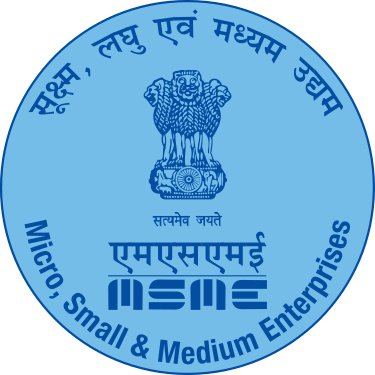 सूक्ष्म, लघु एवं मध्यम उद्यम
सत्यमेव जयते
एमएसएमई
MSME
Micro, Small & Medium Enterprises